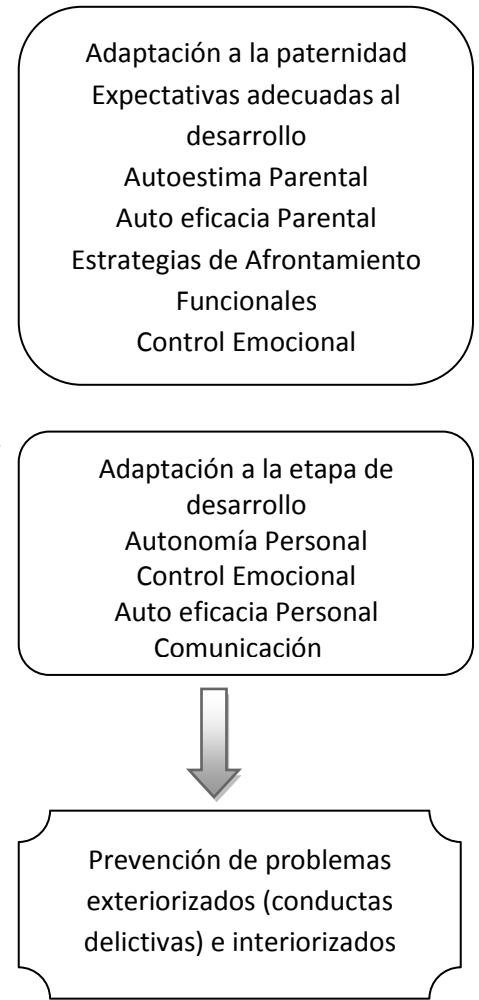 Adaptación a la paternidad
Expectativas adecuadas al
desarrollo
Autoestima Parental
Auto eficacia Parental
Estrategias de Afrontamiento
Funcionales
Control Emocional
Adaptación a la etapa de
desarrollo
Autonomía Personal
Control Emocional
Auto eficacia Personal
Comunicación
Prevención de problemas
exteriorizados (conductas
delictivas) e interiorizados